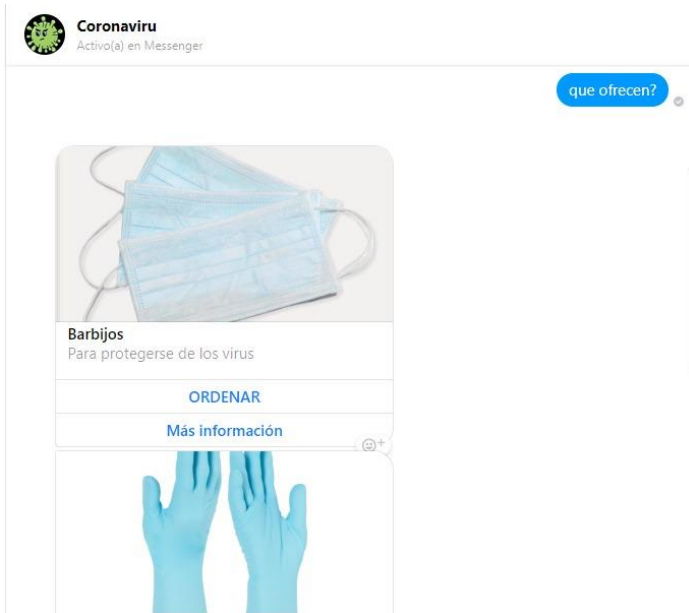 Coronaviru
Activo(a) en Messenger
que ofrecen?
Barbijos
Para protegerse de los virus
ORDENAR
Más información